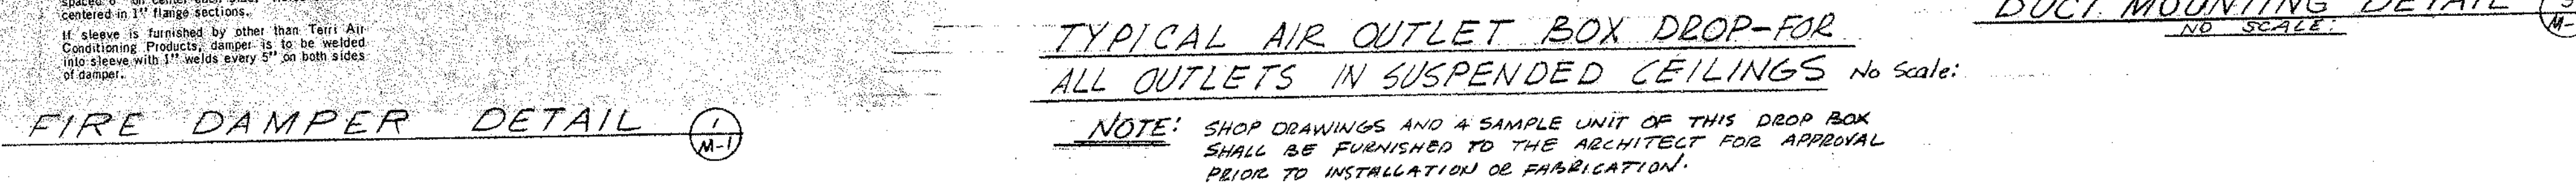 centered in 1" flange sections.
If sleeve is furnished by other than Terri Air
Conditioning Products, damper is to be welded
into sleeve with 1" welds every 5" on both sides
of damper.
FIRE DAMPER DETAIL 1
M-1
TYPICAL AIR OUTLET BOX DROP-FOR
ALL OUTLETS IN SUSPENDED CEILINGS No Scale:
NOTE: SHOP DRAWINGS AND A SAMPLE UNIT OF THIS DROP BOX
SHALL BE FURNISHED TO THE ARCHITECT FOR APPROVAL
PRIOR TO INSTALLATION OR FABRICATION.
DUCT MOUNTING DETAIL
NO SCALE:
M-